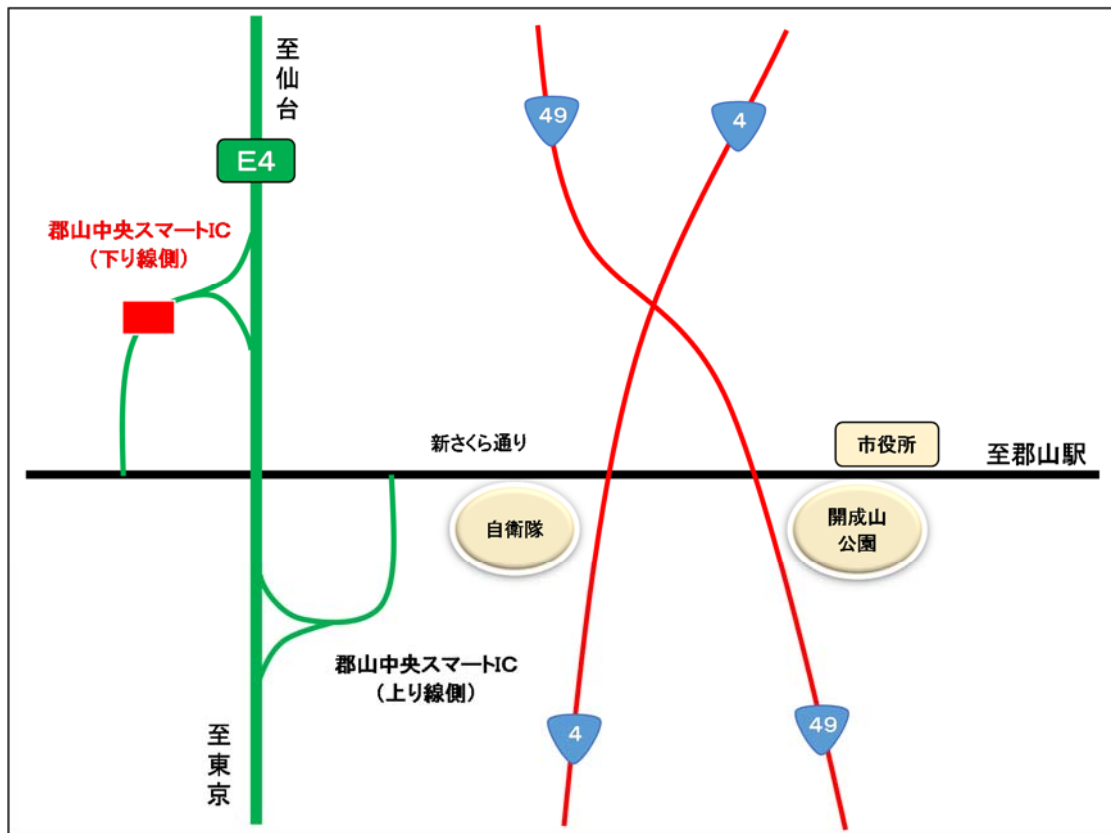 至仙台
E4
49
4
郡山中央スマートIC
（下り線側）
新さくら通り
市役所
至郡山駅
自衛隊
開成山
公園
郡山中央スマートIC
（上り線側）
至東京
4
49